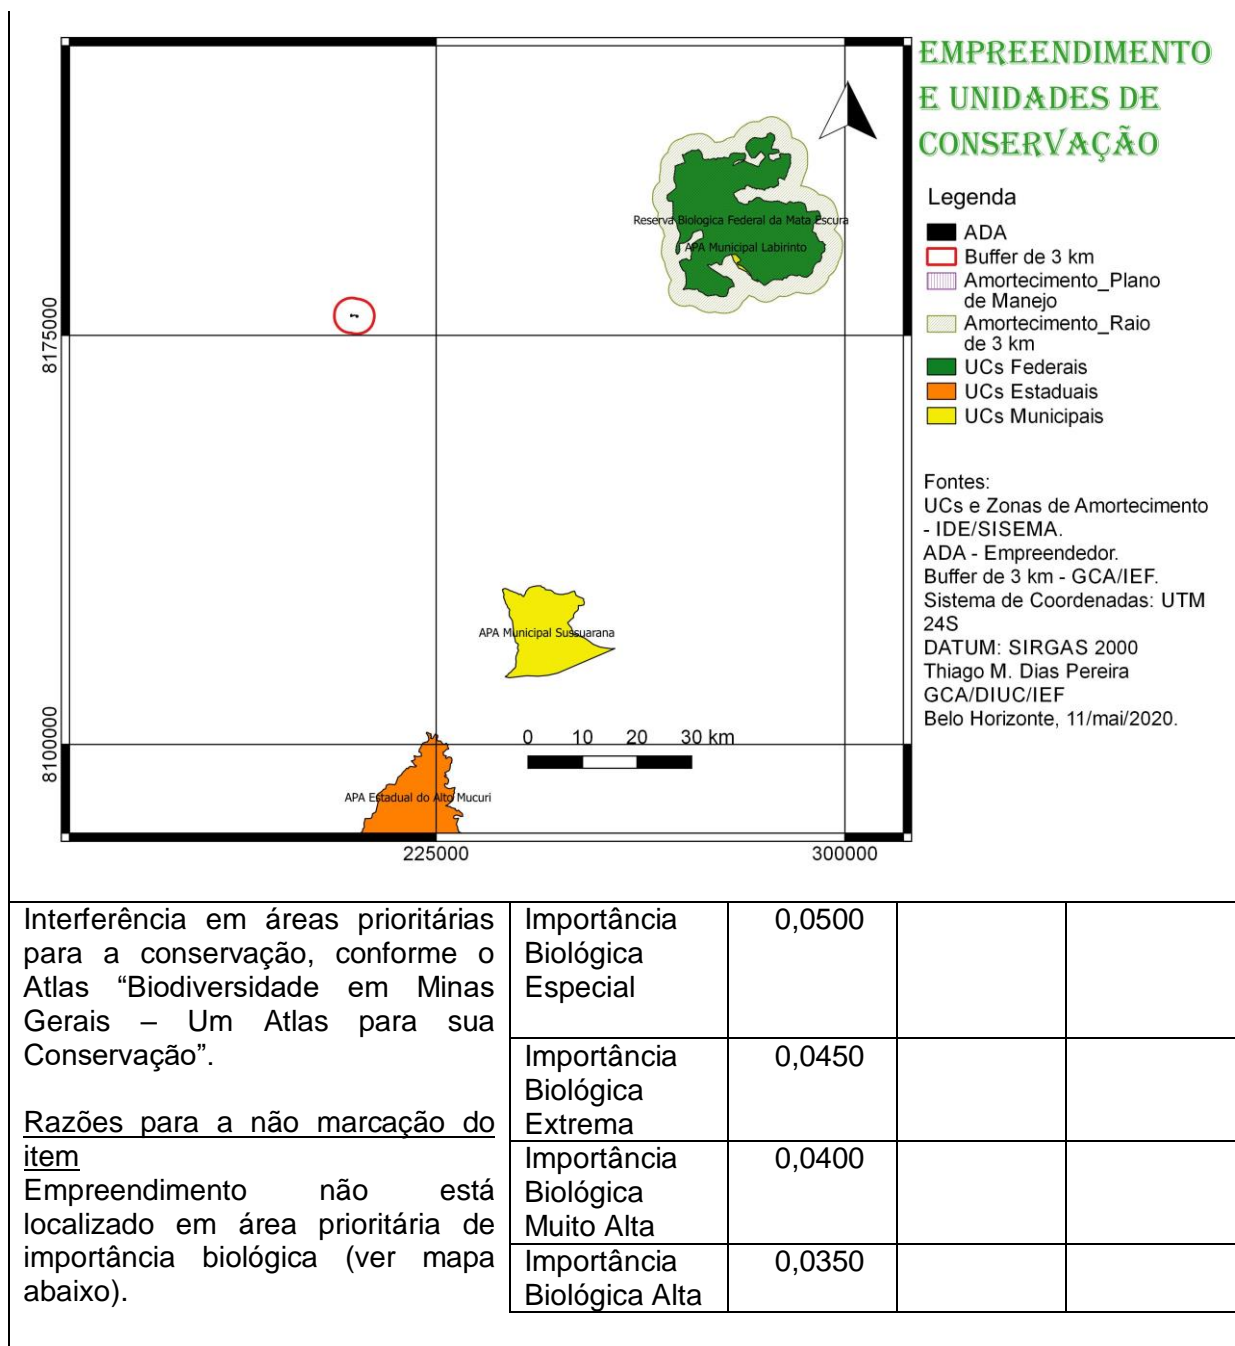 EMPREENDIMENTO
E UNIDADES DE
CONSERVAÇÃO
Legenda
ADA
Buffer de 3 km
Amortecimento_Plano
de Manejo
Amortecimento_Raio
de 3 km
UCs Federais
UCs Estaduais
UCs Municipais
Fontes:
UCs e Zonas de Amortecimento
- IDE/SISEMA.
ADA - Empreendedor.
Buffer de 3 km - GCA/IEF.
Sistema de Coordenadas: UTM
24S
DATUM: SIRGAS 2000
Thiago M. Dias Pereira
GCA/DIUC/IEF
Belo Horizonte, 11/mai/2020.
Reserva Biologica Federal da Mata Escura
APA Municipal Labirinto
8175000
APA Municipal Sussuarana
8100000
0 10 20 30 km
APA Estadual do Alto Mucuri
225000 300000
Interferência em áreas prioritárias
para a conservação, conforme o
Atlas “Biodiversidade em Minas
Gerais – Um Atlas para sua
Conservação”.
Razões para a não marcação do
item
Empreendimento não está
localizado em área prioritária de
importância biológica (ver mapa
abaixo).
Importância 0,0500
Biológica
Especial
Importância 0,0450
Biológica
Extrema
Importância 0,0400
Biológica
Muito Alta
Importância 0,0350
Biológica Alta